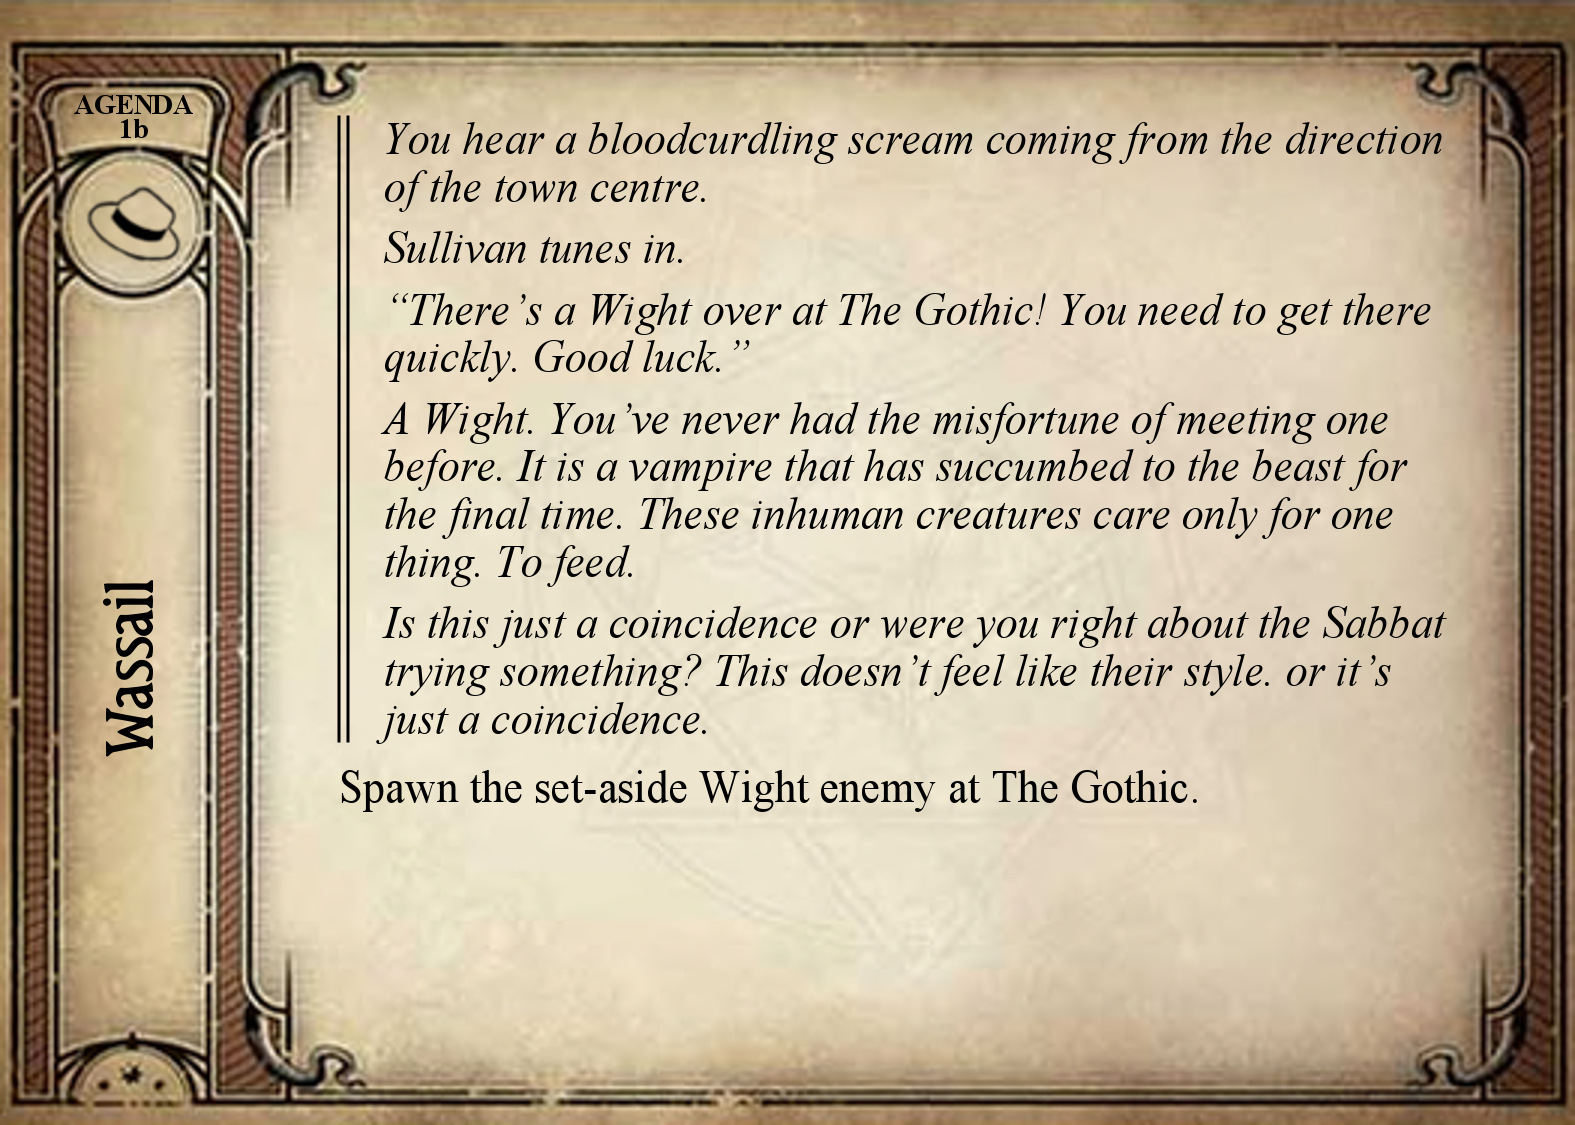 AGENDA
1b
Wassail
You hear a bloodcurdling scream coming from the direction
of the town centre.
Sullivan tunes in.
“There’s a Wight over at The Gothic! You need to get there
quickly. Good luck.”
A Wight. You’ve never had the misfortune of meeting one
before. It is a vampire that has succumbed to the beast for
the final time. These inhuman creatures care only for one
thing. To feed.
Is this just a coincidence or were you right about the Sabbat
trying something? This doesn’t feel like their style. or it’s
just a coincidence.
Spawn the set-aside Wight enemy at The Gothic.